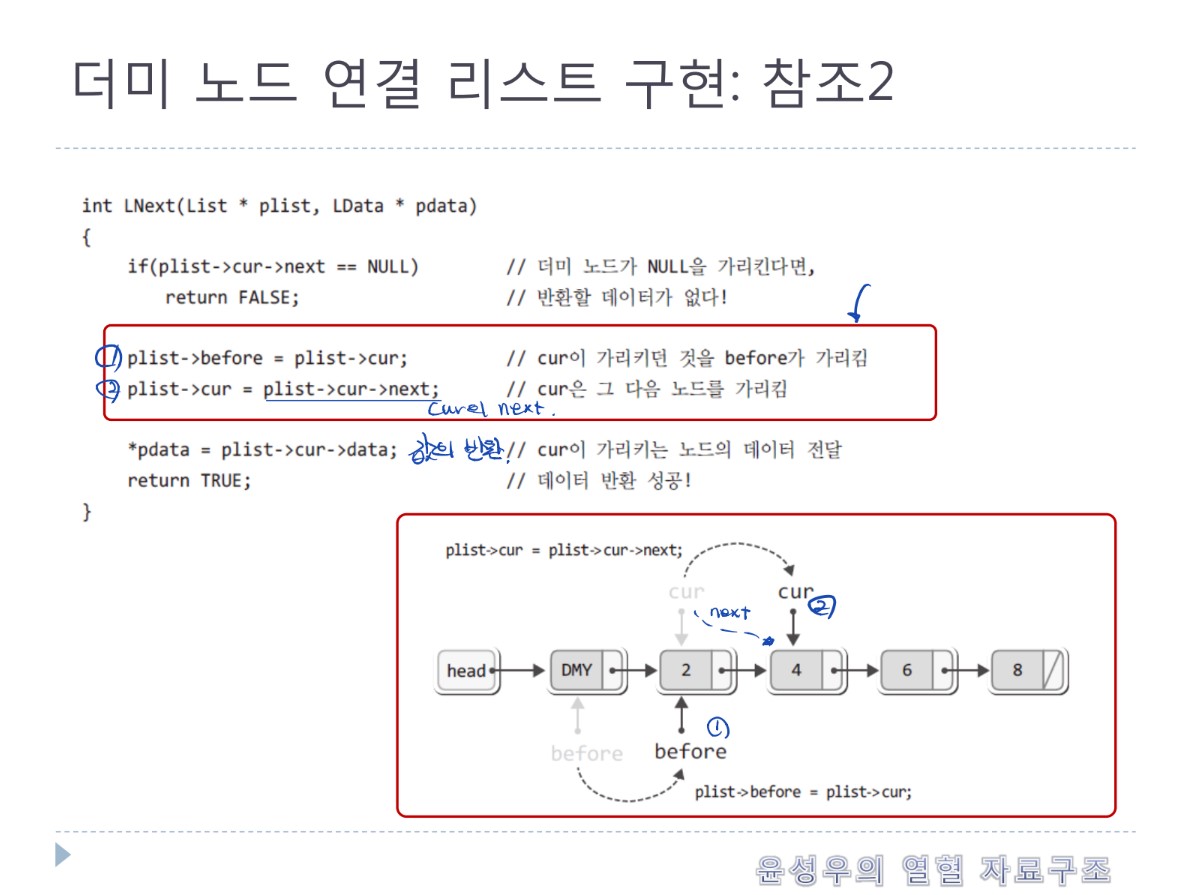 더미 노드 연결 리스트 구현: 참조2
int LNext(List * plist, LData * pdata)
{
if(plist->cur->next == NULL) // 더미 노드가 NULL을 가리킨다면,
return FALSE; // 반환할 데이터가 없다!
① plist->before = plist->cur; // cur이 가리키던 것을 before가 가리킴
② plist->cur = plist->cur->next; // cur은 그 다음 노드를 가리킴
cur의 next.
*pdata = plist->cur->data; 값의 반환! // cur이 가리키는 노드의 데이터 전달
return TRUE; // 데이터 반환 성공!
}
plist->cur = plist->cur->next;
cur cur ②
next
head DMY 2 4 6 8
①
before before
plist->before = plist->cur;
윤성우의 열혈 자료구조